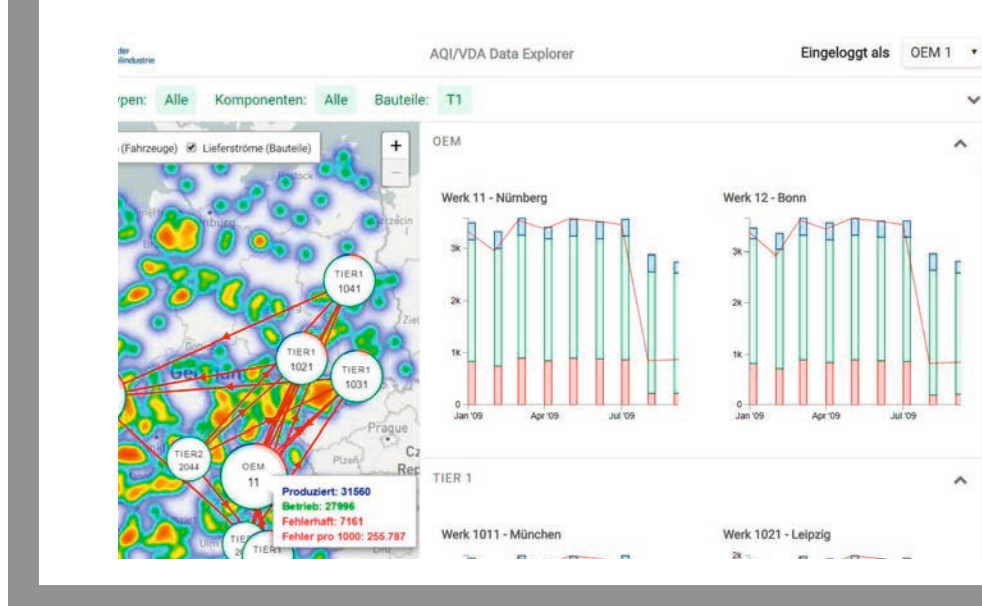 der
AQI/VDA Data Explorer
Eingeloggt als
OEM 1
Alle
Komponenten:
Alle
Bauteile:
T1
(Fahrzeuge)
Lieferströme (Bauteile)
+
−
TIER1
1041
TIER1
1021
TIER1
1031
Prague
Plzeň
TIER2
2044
OEM
11
Produziert: 31560
Betrieb: 27996
Fehlerhaft: 7161
Fehler pro 1000: 255.787
OEM
Werk 11 - Nürnberg
3k
2k
1k
0
Jan '09
Apr '09
Jul '09
Werk 12 - Bonn
3k
2k
1k
0
Jan '09
Apr '09
Jul '09
TIER 1
Werk 1011 - München
Werk 1021 - Leipzig
2k